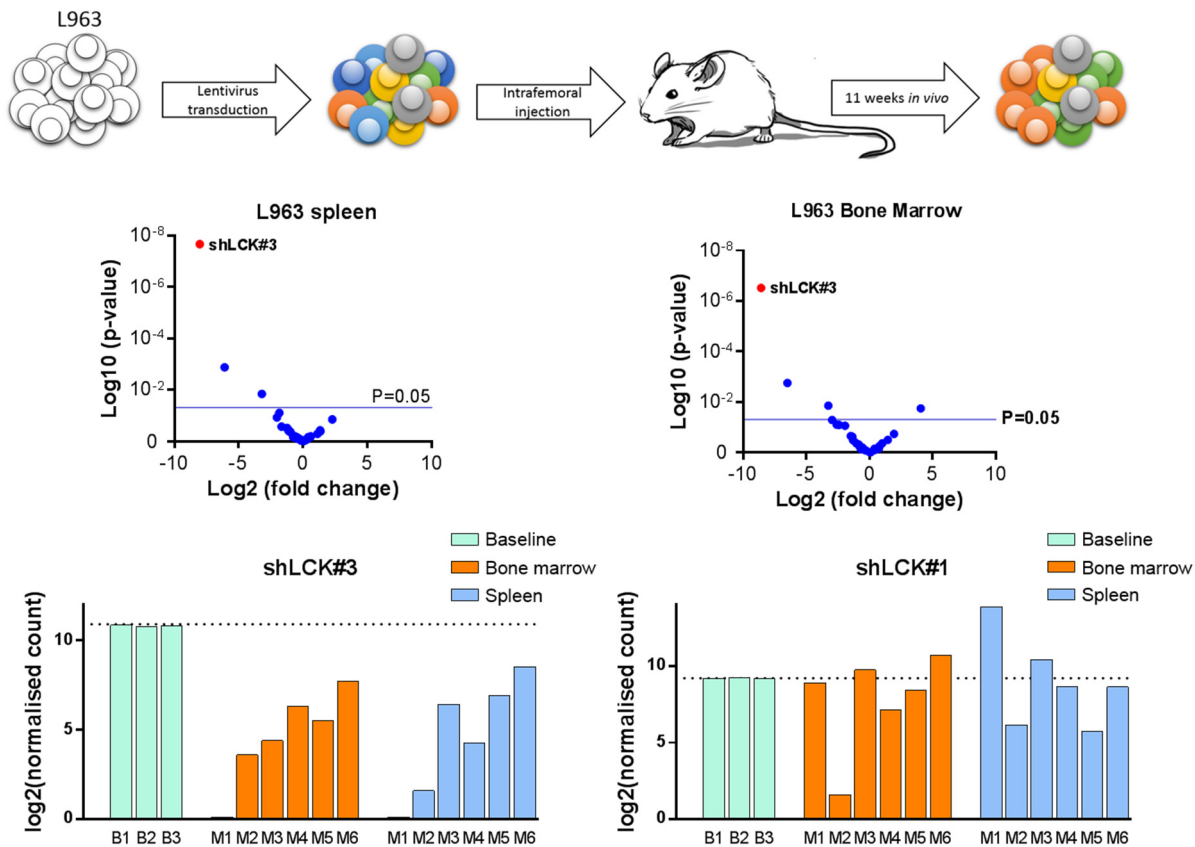 L963
Lentivirus
transduction
Intrafemoral
injection
11 weeks in vivo
L963 spleen
Log10 (p-value)
10-8
10-6
10-4
10-2
0
shLCK#3
P=0.05
-10
-5
0
5
10
Log2 (fold change)
L963 Bone Marrow
Log10 (p-value)
10-8
10-6
10-4
10-2
0
shLCK#3
P=0.05
-10
-5
0
5
10
Log2 (fold change)
Baseline
Bone marrow
Spleen
shLCK#3
log2(normalised count)
10
5
0
B1 B2 B3 M1 M2 M3 M4 M5 M6 M1 M2 M3 M4 M5 M6
Baseline
Bone marrow
Spleen
shLCK#1
log2(normalised count)
10
5
0
B1 B2 B3 M1 M2 M3 M4 M5 M6 M1 M2 M3 M4 M5 M6